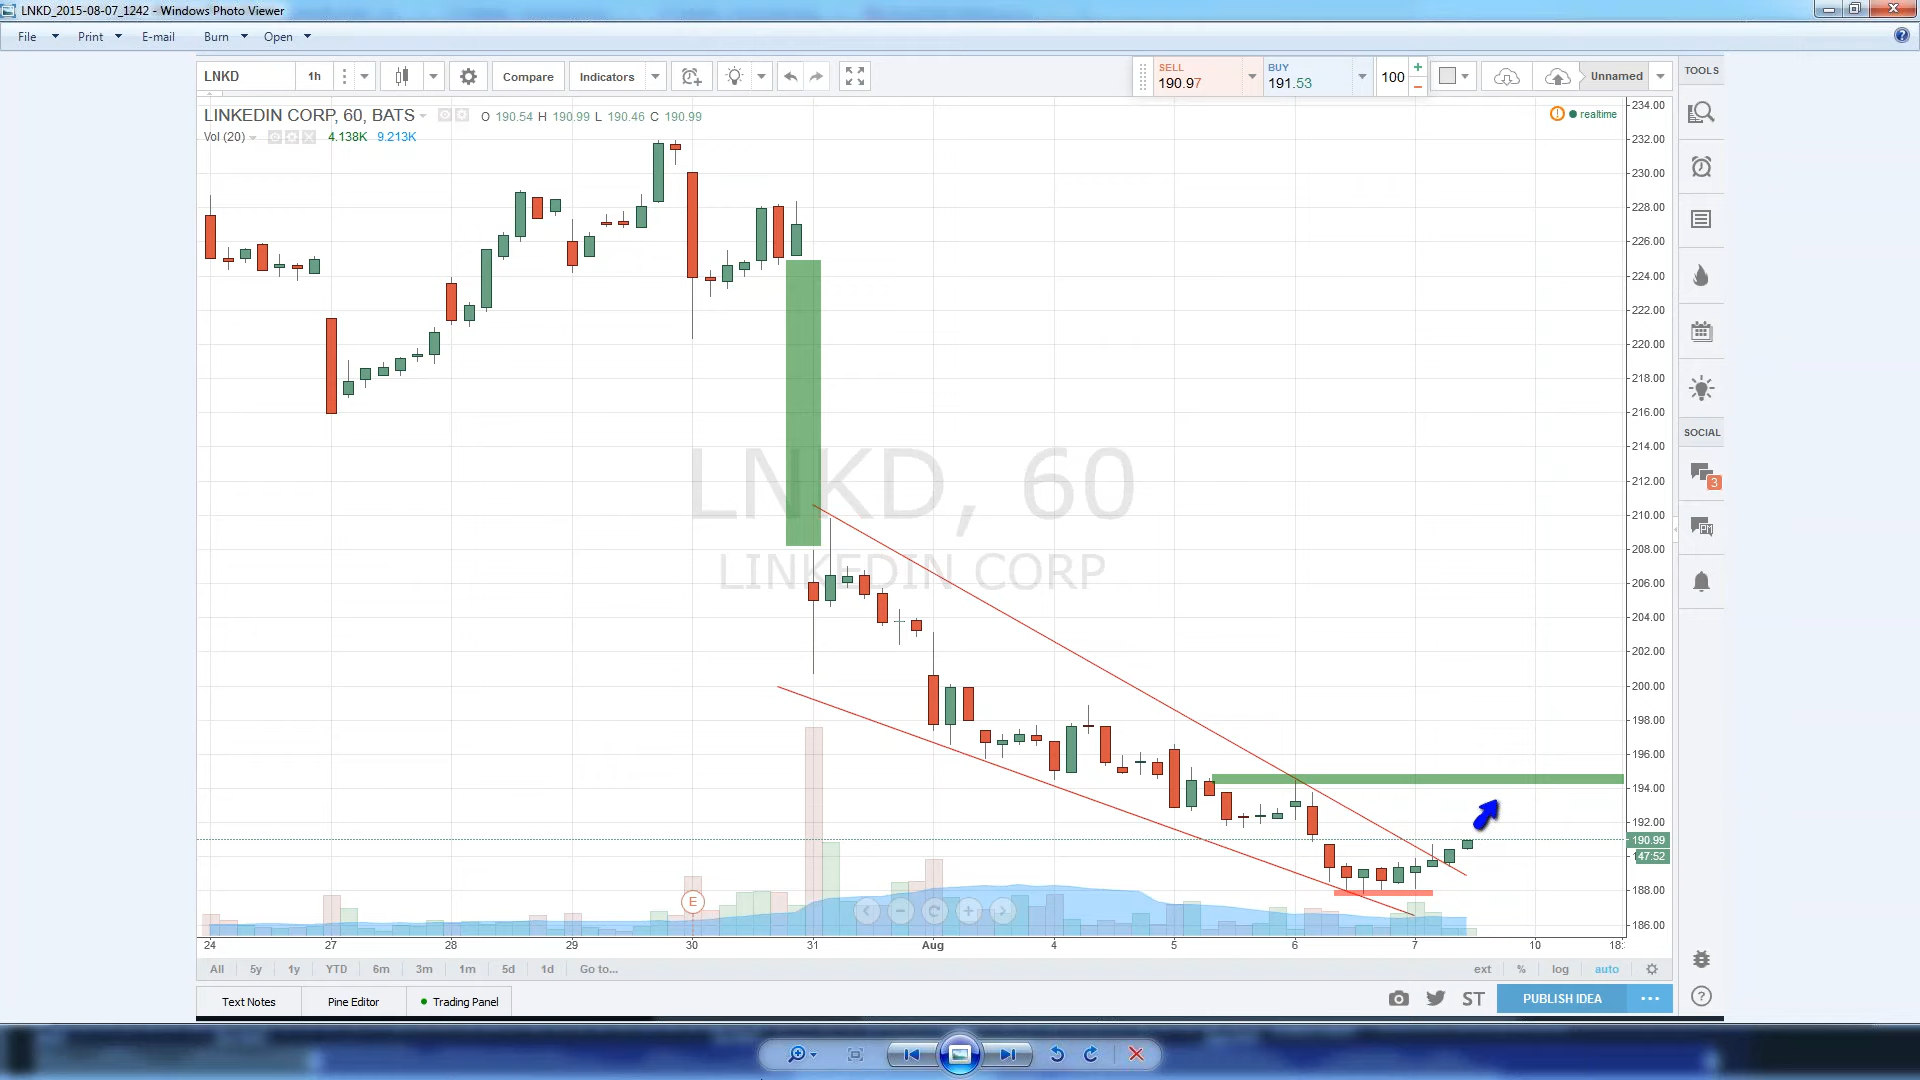 LNKD_2015-08-07_1242 - Windows Photo Viewer
File Print E-mail Burn Open
LNKD 1h Compare Indicators SELL 190.97 BUY 191.53 100 Unnamed TOOLS
LINKEDIN CORP, 60, BATS O 190.54 H 190.99 L 190.46 C 190.99 realtime
Vol (20) 4.138K 9.213K
234.00
232.00
230.00
228.00
226.00
224.00
222.00
220.00
218.00
216.00
214.00
212.00
210.00
208.00
206.00
204.00
202.00
200.00
198.00
196.00
194.00
192.00
190.99
47:52
188.00
186.00
LNKD, 60
LINKEDIN CORP
SOCIAL
3
PM
E
24 27 28 29 30 31 Aug 4 5 6 7 10 18:
All 5y 1y YTD 6m 3m 1m 5d 1d Go to... ext % log auto
Text Notes Pine Editor Trading Panel ST PUBLISH IDEA